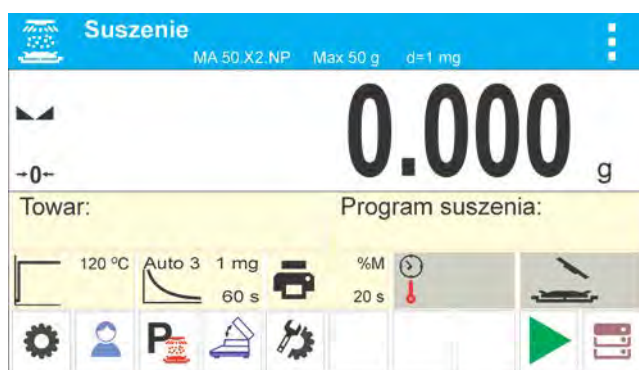 Suszenie
MA 50.X2.NP Max 50 g d=1 mg
0.000 g
→0←
Towar: Program suszenia:
120 ºC Auto 3 1 mg %M
60 s 20 s
P